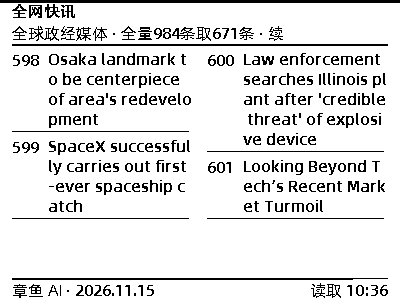 全网快讯
全球政经媒体 · 全量984条取671条 · 续
598 Osaka landmark t
o be centerpiece
of area's redevelo
pment
599 SpaceX successful
ly carries out first
-ever spaceship c
atch
600 Law enforcement
searches Illinois pl
ant after 'credible
threat' of explosi
ve device
601 Looking Beyond T
ech’s Recent Mark
et Turmoil
章鱼 AI · 2026.11.15
读取 10:36